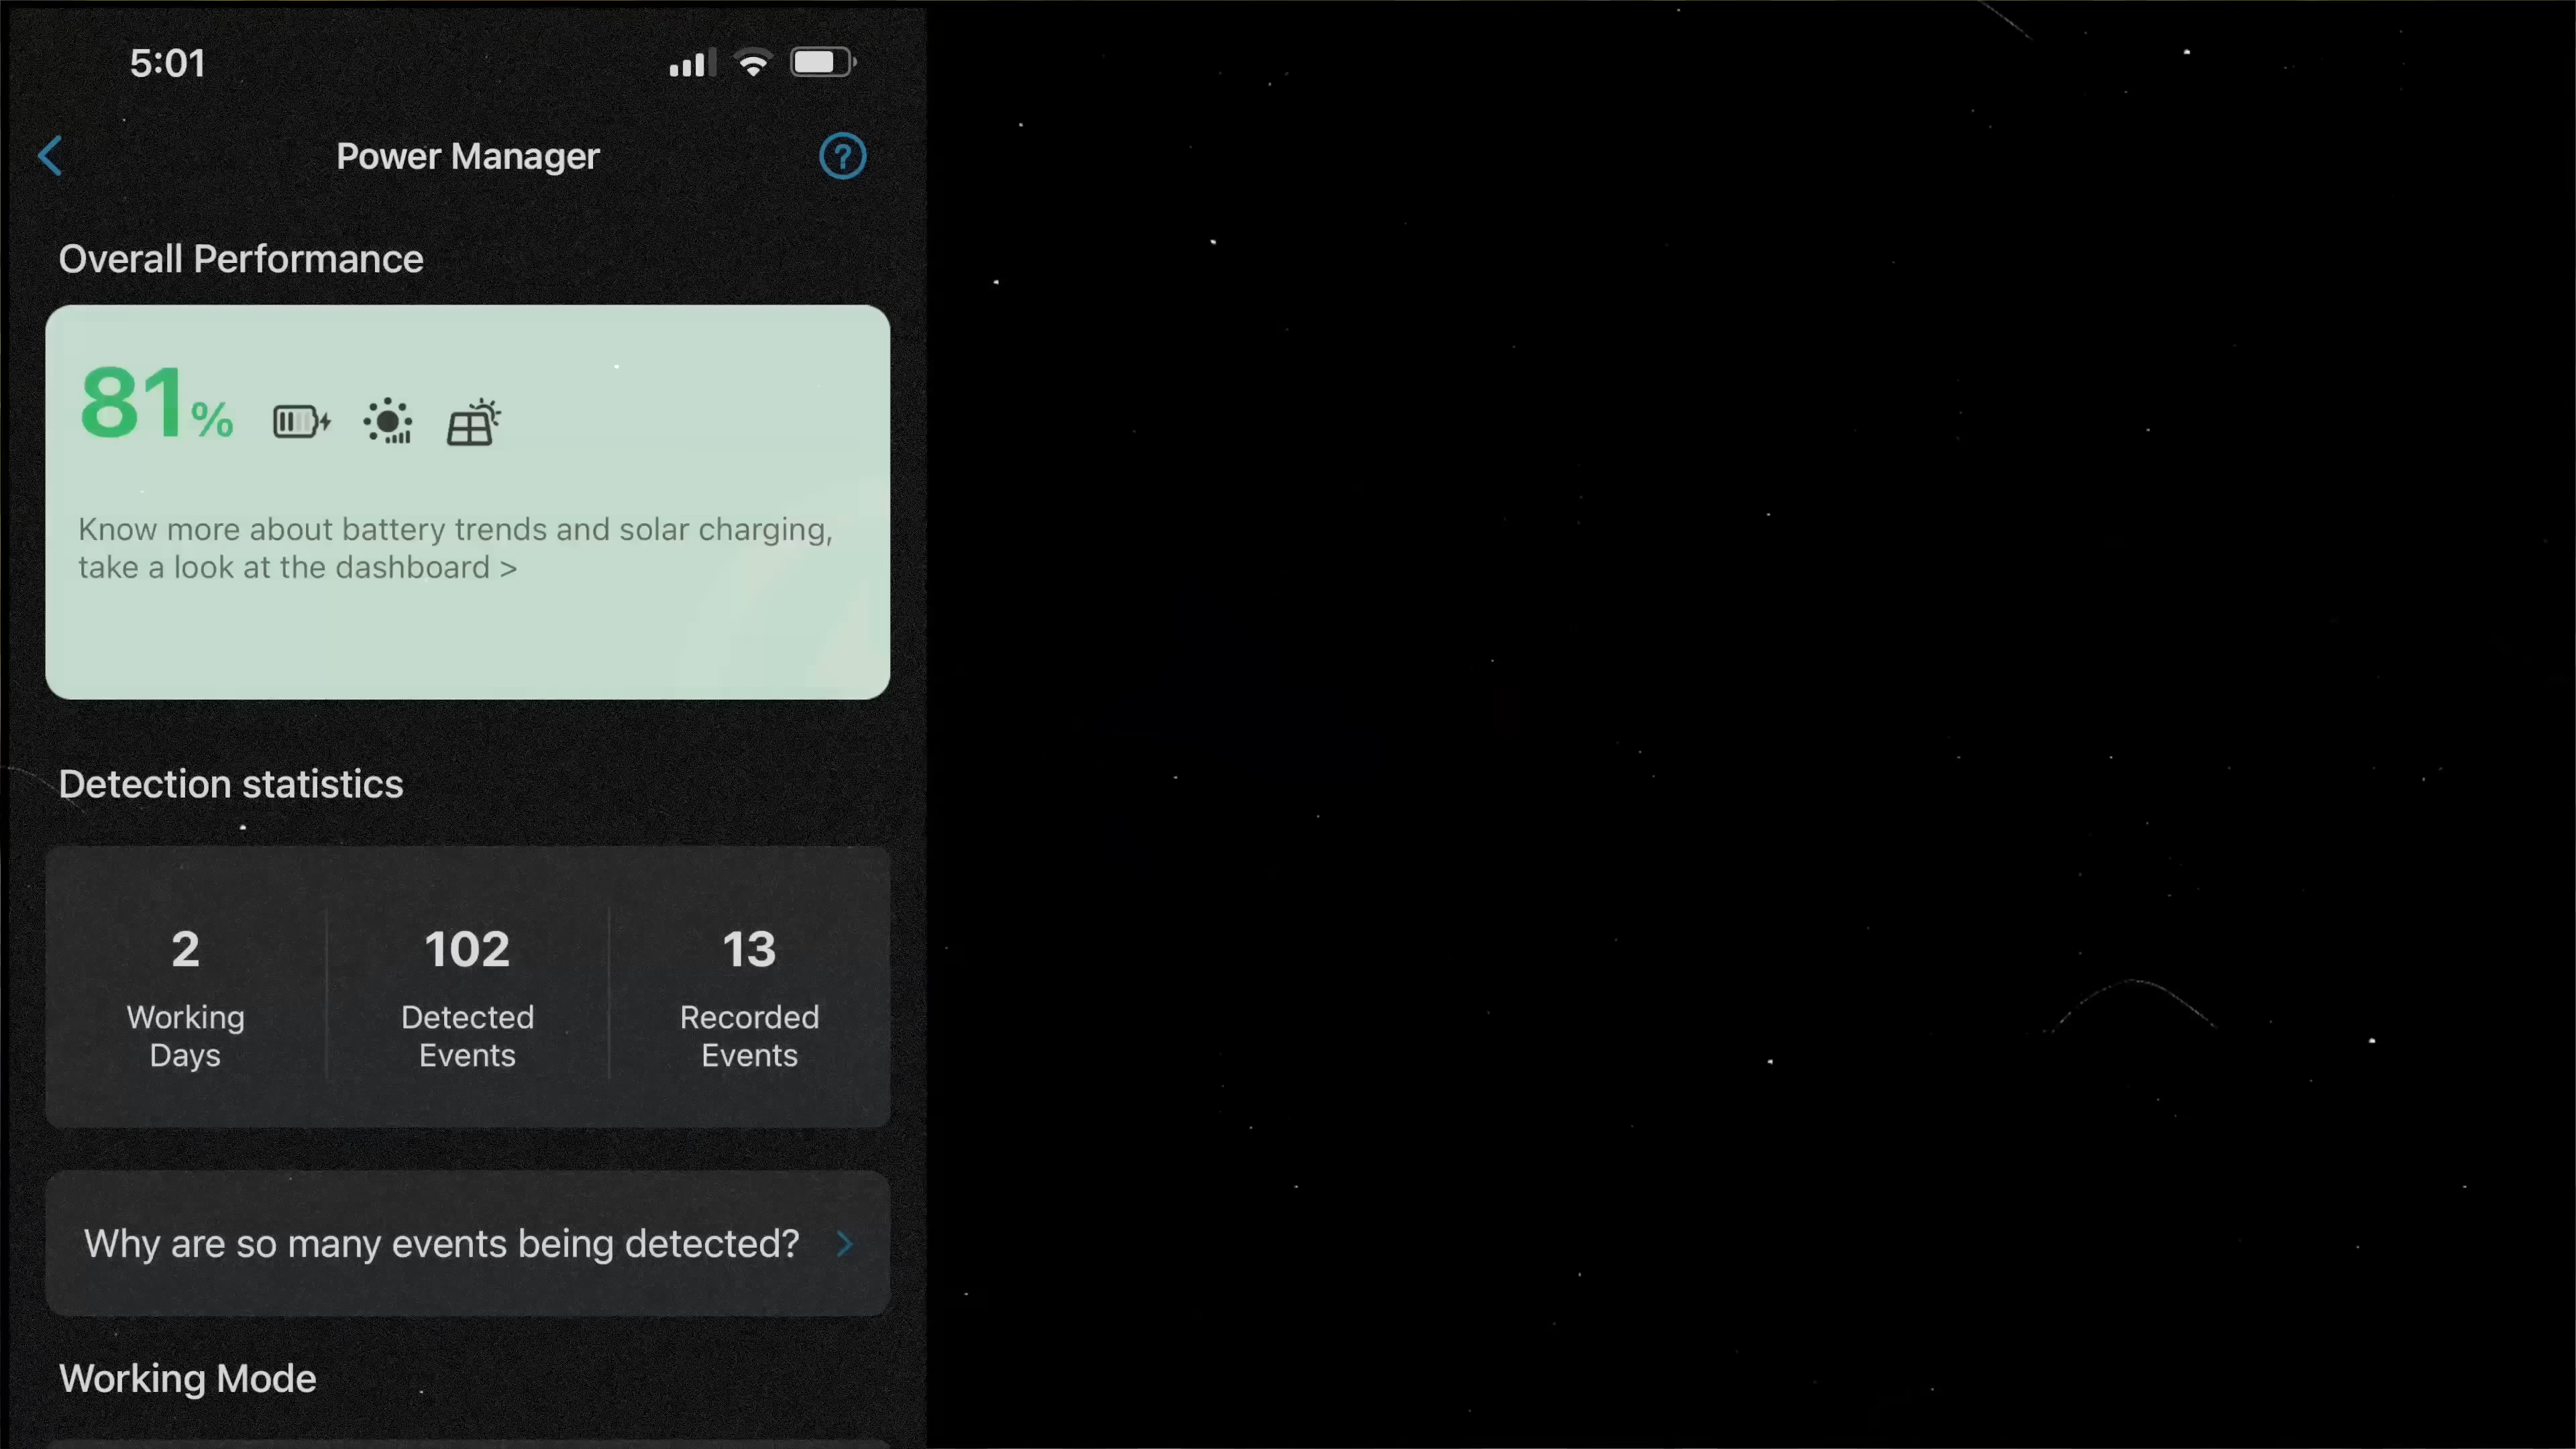 5:01
Power Manager
Overall Performance
81%
Know more about battery trends and solar charging,
take a look at the dashboard >
Detection statistics
2
Working
Days
102
Detected
Events
13
Recorded
Events
Why are so many events being detected?
Working Mode